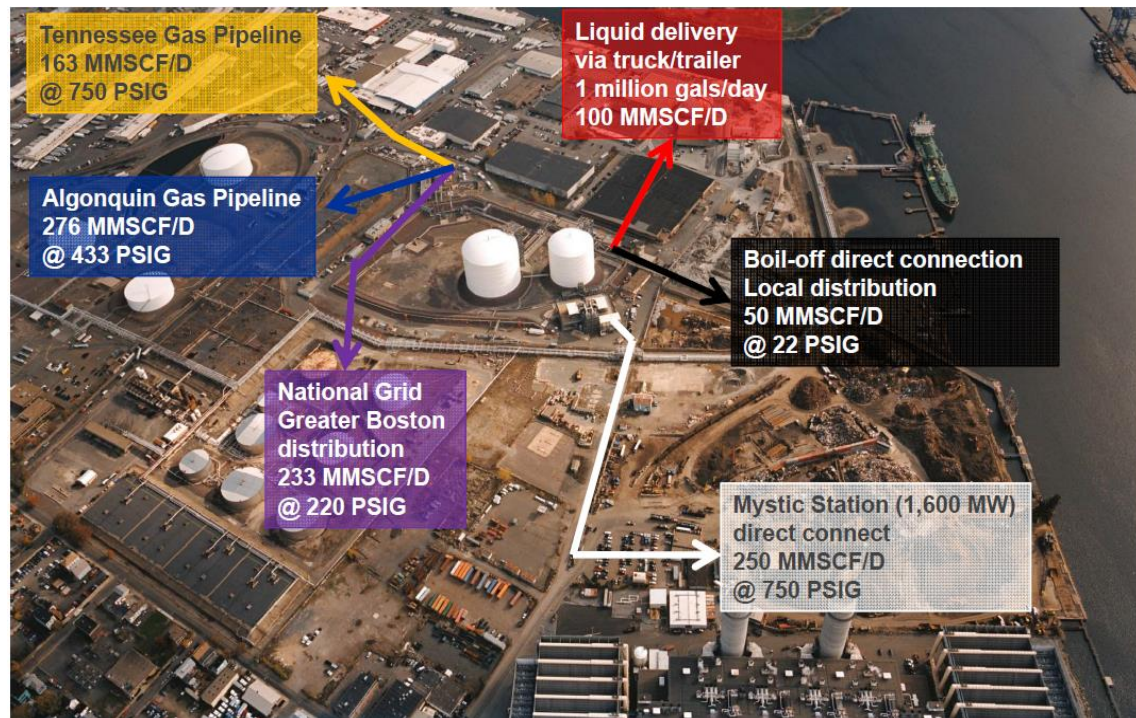 Tennessee Gas Pipeline
163 MMSCF/D
@ 750 PSIG
Liquid delivery
via truck/trailer
1 million gals/day
100 MMSCF/D
Algonquin Gas Pipeline
276 MMSCF/D
@ 433 PSIG
Boil-off direct connection
Local distribution
50 MMSCF/D
@ 22 PSIG
National Grid
Greater Boston
distribution
233 MMSCF/D
@ 220 PSIG
Mystic Station (1,600 MW)
direct connect
250 MMSCF/D
@ 750 PSIG